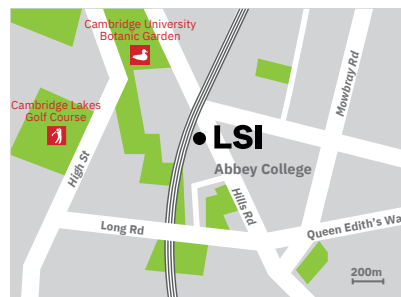 Cambridge University
Botanic Garden
Mowbray Rd
Cambridge Lakes
Golf Course
LSI
High St
Abbey College
Hills Rd
Long Rd
Queen Edith's Wa
200m